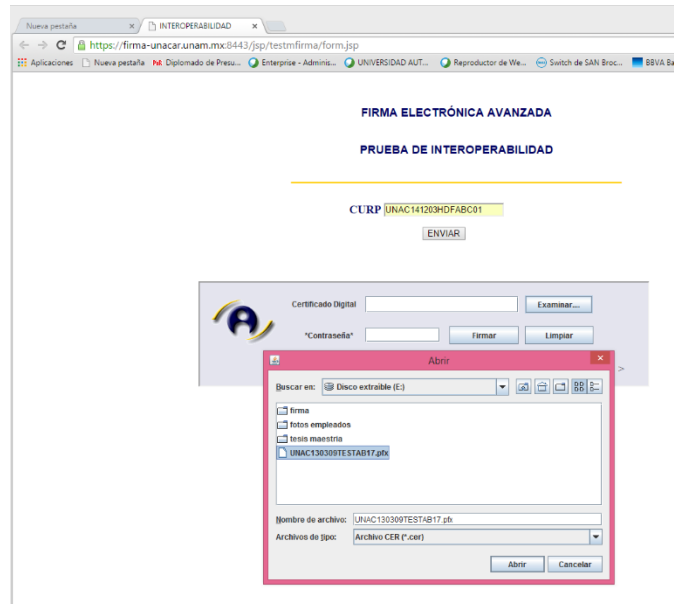 Nueva pestaña
INTEROPERABILIDAD
https://firma-unacar.unam.mx:8443/jsp/testmfirma/form.jsp
Aplicaciones Nueva pestaña Diplomado de Presu... Enterprise - Adminis... UNIVERSIDAD AUT... Reproductor de We... Switch de SAN Broc... BBVA Ba
FIRMA ELECTRÓNICA AVANZADA
PRUEBA DE INTEROPERABILIDAD
CURP UNAC141203HDFABC01
ENVIAR
Certificado Digital Examinar...
*Contraseña* Firmar Limpiar
>
Abrir
Buscar en: Disco extraíble (E:)
firma
fotos empleados
tesis maestria
UNAC130309TESTAB17.pfx
Nombre de archivo: UNAC130309TESTAB17.pfx
Archivos de tipo: Archivo CER (*.cer)
Abrir Cancelar